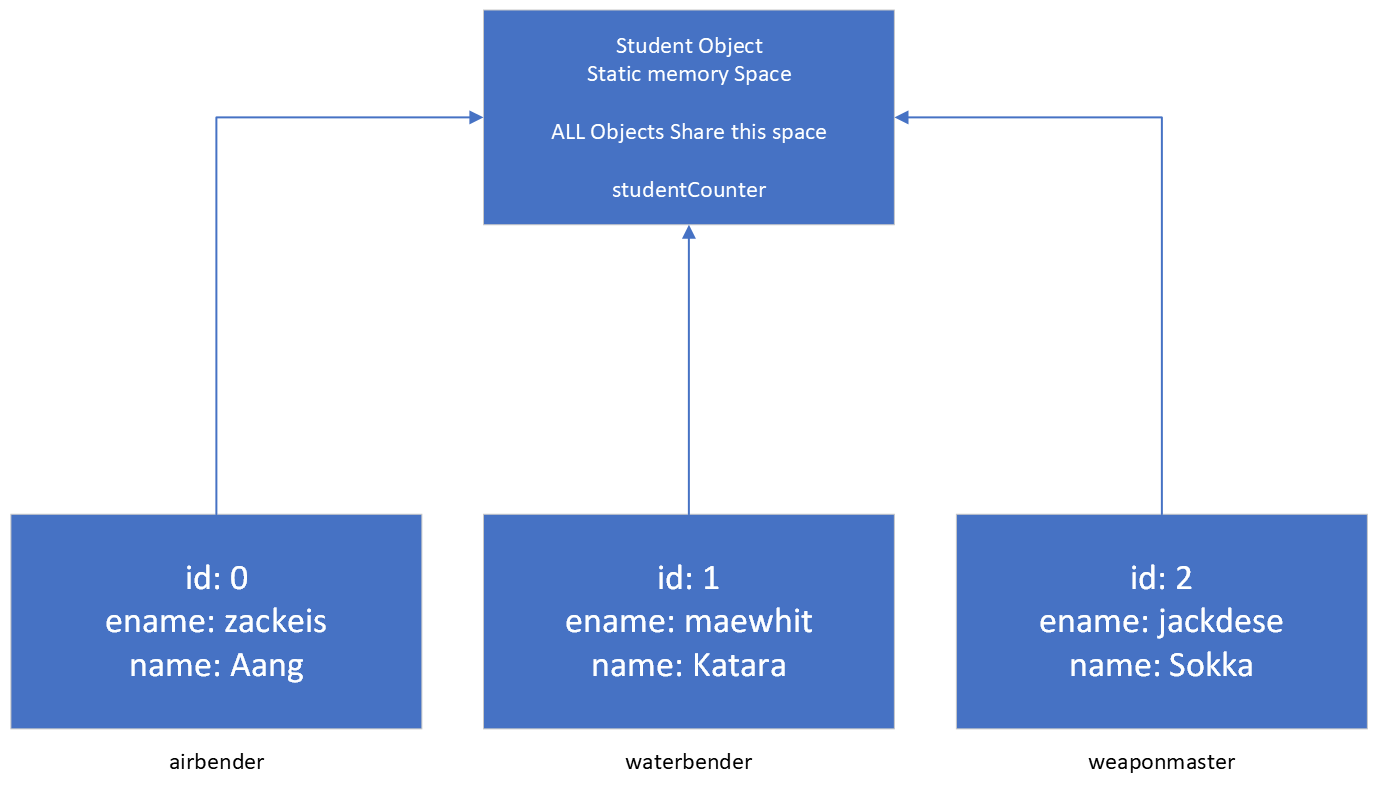 Student Object
Static memory Space
ALL Objects Share this space
studentCounter
id: 0
ename: zackeis
name: Aang
id: 1
ename: maewhit
name: Katara
id: 2
ename: jackdese
name: Sokka
airbender
waterbender
weaponmaster